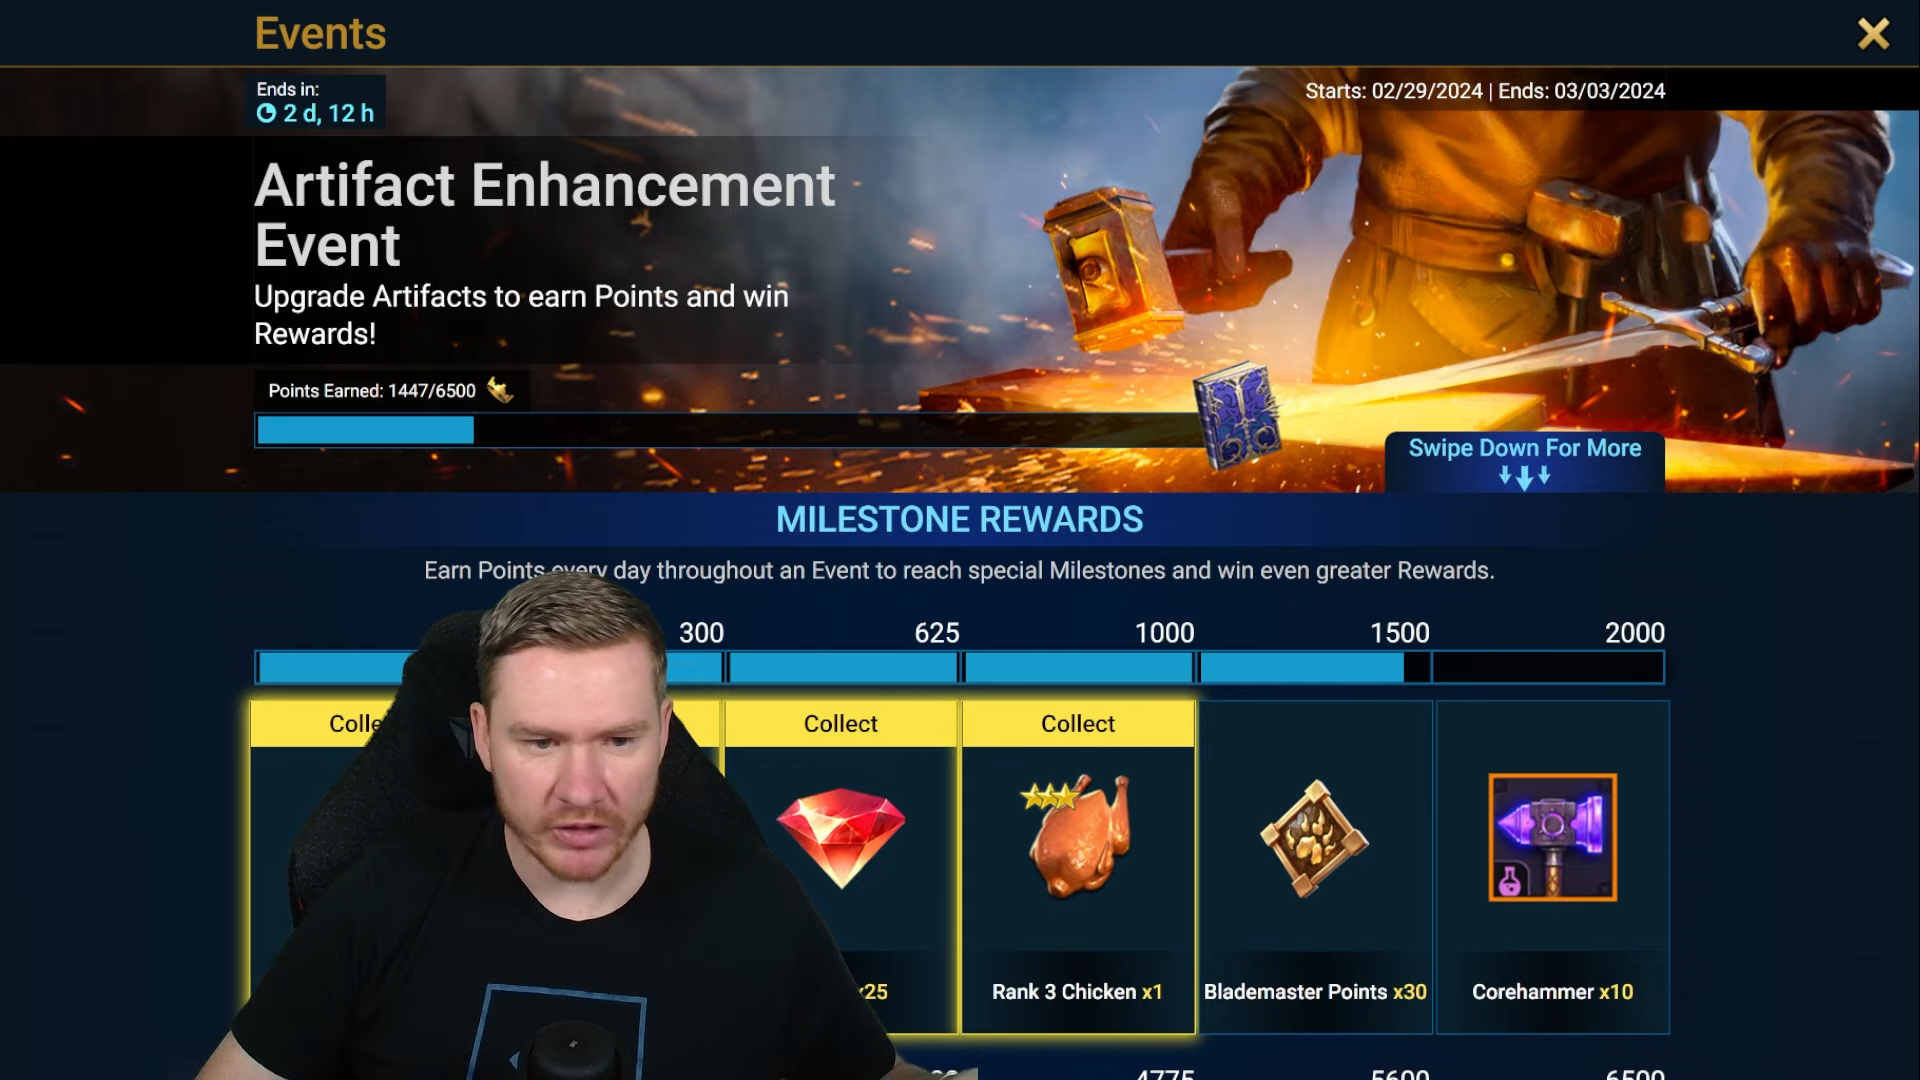 Events
Ends in:
2 d, 12 h
Starts: 02/29/2024 | Ends: 03/03/2024
Artifact Enhancement
Event
Upgrade Artifacts to earn Points and win
Rewards!
Points Earned: 1447/6500
Swipe Down For More
MILESTONE REWARDS
Earn Points every day throughout an Event to reach special Milestones and win even greater Rewards.
300 625 1000 1500 2000
Collect Collect
x25 Rank 3 Chicken x1 Blademaster Points x30 Corehammer x10
4775 5600 6500